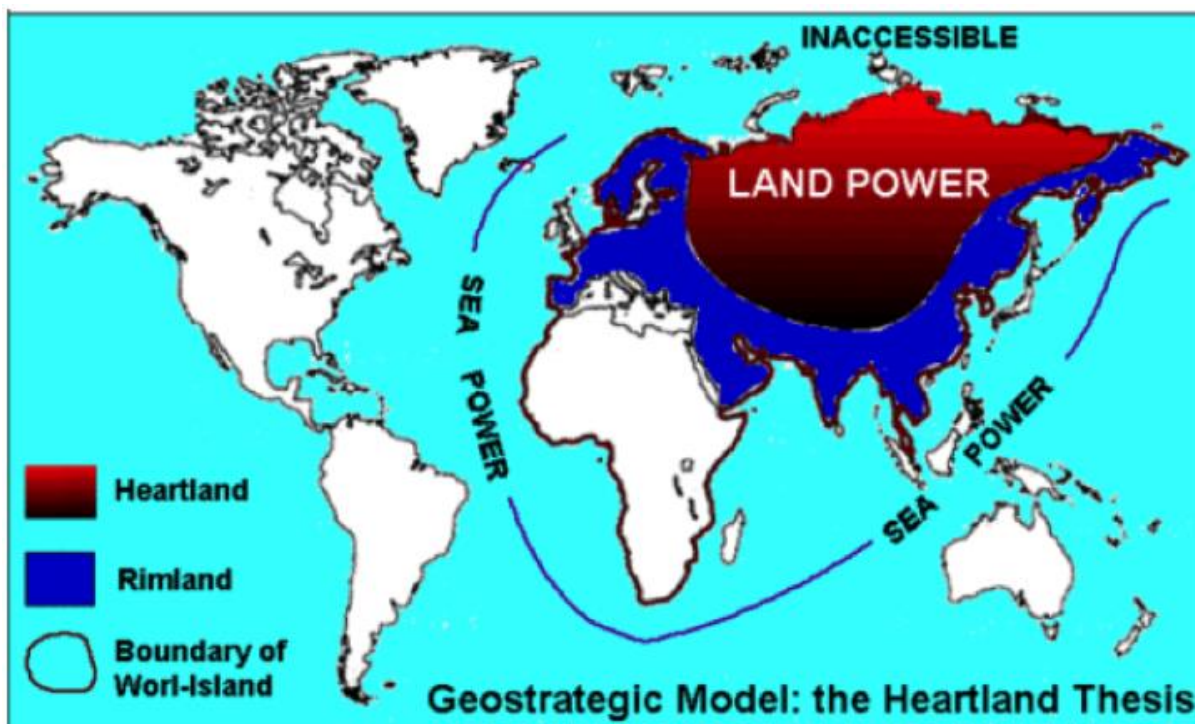 INACCESSIBLE
LAND POWER
SEA POWER
SEA POWER
Heartland
Rimland
Boundary of
Worl-Island
Geostrategic Model: the Heartland Thesis